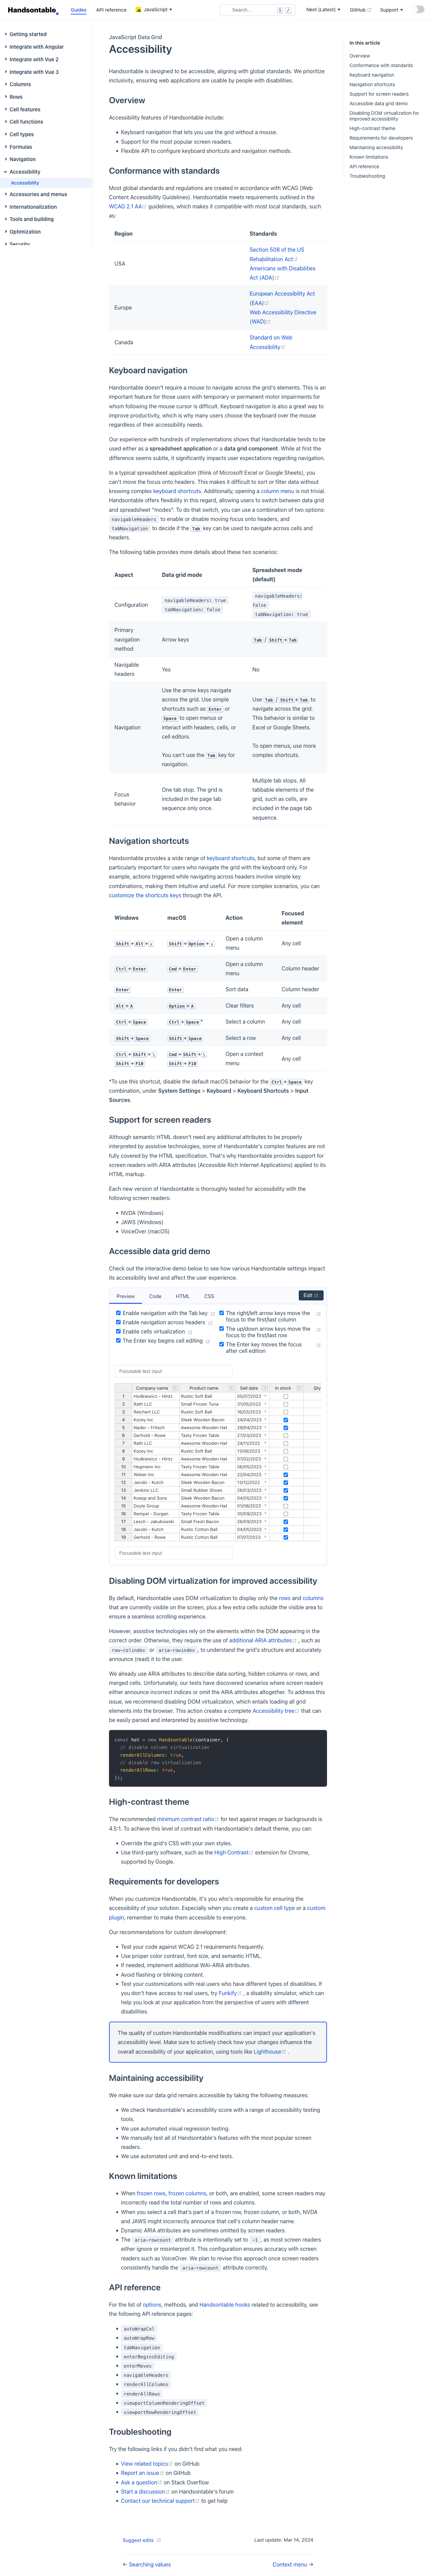 Handsontable
Guides
API reference
JavaScript
Search...
S
/
Next (Latest)
GitHub
Support
Getting started
Integrate with Angular
Integrate with Vue 2
Integrate with Vue 3
Columns
Rows
Cell features
Cell functions
Cell types
Formulas
Navigation
Accessibility
Accessibility
Accessories and menus
Internationalization
Tools and building
Optimization
Security
In this article
Overview
Conformance with standards
Keyboard navigation
Navigation shortcuts
Support for screen readers
Accessible data grid demo
Disabling DOM virtualization for
improved accessibility
High-contrast theme
Requirements for developers
Maintaining accessibility
Known limitations
API reference
Troubleshooting
JavaScript Data Grid
Accessibility
Handsontable is designed to be accessible, aligning with global standards. We prioritize
inclusivity, ensuring web applications are usable by people with disabilities.
Overview
Accessibility features of Handsontable include:
Keyboard navigation that lets you use the grid without a mouse.
Support for the most popular screen readers.
Flexible API to configure keyboard shortcuts and navigation methods.
Conformance with standards
Most global standards and regulations are created in accordance with WCAG (Web
Content Accessibility Guidelines). Handsontable meets requirements outlined in the
WCAG 2.1 AA guidelines, which makes it compatible with most local standards, such
as:
Region Standards
USA
Section 508 of the US
Rehabilitation Act
Americans with Disabilities
Act (ADA)
Europe
European Accessibility Act
(EAA)
Web Accessibility Directive
(WAD)
Canada
Standard on Web
Accessibility
Keyboard navigation
Handsontable doesn't require a mouse to navigate across the grid's elements. This is an
important feature for those users with temporary or permanent motor impairments for
whom following the mouse cursor is difficult. Keyboard navigation is also a great way to
improve productivity, which is why many users choose the keyboard over the mouse
regardless of their accessibility needs.
Our experience with hundreds of implementations shows that Handsontable tends to be
used either as a spreadsheet application or a data grid component. While at first the
difference seems subtle, it significantly impacts user expectations regarding navigation.
In a typical spreadsheet application (think of Microsoft Excel or Google Sheets), you
can't move the focus onto headers. This makes it difficult to sort or filter data without
knowing complex keyboard shortcuts. Additionally, opening a column menu is not trivial.
Handsontable offers flexibility in this regard, allowing developers to switch between grid
and spreadsheet "modes". To do that switch, you can use a combination of two options:
navigableHeaders to enable or disable moving focus onto headers, and
tabNavigation to decide if the Tab key can be used to navigate across cells and
headers.
The following table provides more details about these two scenarios:
Aspect Data grid mode Spreadsheet mode
(default)
Configuration
navigableHeaders: true
tabNavigation: false
navigableHeaders:
false
tabNavigation: true
Primary
navigation
method
Arrow keys
Tab / Shift+Tab
Navigable
headers
Yes
No
Navigation
Use the arrow keys navigate
across the grid. Use simple
shortcuts such as Enter or
Space to open menus or
interact with headers, cells, or
cell editors.
You can't use the Tab key for
navigation.
Use Tab / Shift+Tab to
navigate across the grid.
This behavior is similar to
Excel or Google Sheets.
To open menus, use more
complex shortcuts.
Focus
behavior
One tab stop. The grid is
included in the page tab
sequence only once.
Multiple tab stops. All
tabbable elements of the
grid, such as cells, are
included in the page tab
sequence.
Navigation shortcuts
Handsontable provides a wide range of keyboard shortcuts, but some of them are
particularly important for users who navigate the grid with the keyboard only. For
example, actions triggered while navigating across headers involve simple key
combinations, making them intuitive and useful. For more complex scenarios, you can
customize the shortcuts keys through the API.
Windows macOS Action Focused
element
Shift+Alt+↓ Shift+Option+↓ Open a column
menu Any cell
Ctrl+Enter Cmd+Enter Open a column
menu Column header
Enter Enter Sort data Column header
Alt+A Option+A Clear filters Any cell
Ctrl+Space Ctrl+Space* Select a column Any cell
Shift+Space Shift+Space Select a row Any cell
Ctrl+Shift+\ Cmd+Shift+\ Open a context
Shift+F10 Shift+F10 menu Any cell
*To use this shortcut, disable the default macOS behavior for the Ctrl+Space key
combination, under System Settings > Keyboard > Keyboard Shortcuts > Input
Sources.
Support for screen readers
Although semantic HTML doesn't need any additional attributes to be properly
interpreted by assistive technologies, some of Handsontable's complex features are not
covered by the HTML specification. That's why Handsontable provides support for
screen readers with ARIA attributes (Accessible Rich Internet Applications) applied to its
HTML markup.
Each new version of Handsontable is thoroughly tested for accessibility with the
following screen readers:
NVDA (Windows)
JAWS (Windows)
VoiceOver (macOS)
Accessible data grid demo
Check out the interactive demo below to see how various Handsontable settings impact
its accessibility level and affect the user experience.
Preview Code HTML CSS Edit
Enable navigation with the Tab key
Enable navigation across headers
Enable cells virtualization
The Enter key begins cell editing
The right/left arrow keys move the
focus to the first/last column
The up/down arrow keys move the
focus to the first/last row
The Enter key moves the focus
after cell edition
Focusable text input
Company name Product name Sell date In stock Qty
1 Hodkiewicz - Hintz Rustic Soft Ball 05/07/2023
2 Rath LLC Small Frozen Tuna 31/05/2023
3 Reichert LLC Rustic Soft Ball 16/03/2023
4 Kozey Inc Sleek Wooden Bacon 24/04/2023
5 Nader - Fritsch Awesome Wooden Hat 29/04/2023
6 Gerhold - Rowe Tasty Frozen Table 27/03/2023
7 Rath LLC Awesome Wooden Hat 24/11/2022
8 Kozey Inc Rustic Soft Ball 11/06/2023
9 Hodkiewicz - Hintz Awesome Wooden Hat 07/02/2023
10 Hegmann Inc Tasty Frozen Table 06/05/2023
11 Weber Inc Awesome Wooden Hat 22/04/2023
12 Jacobi - Kutch Sleek Wooden Bacon 13/12/2022
13 Jenkins LLC Small Rubber Shoes 26/03/2023
14 Koepp and Sons Sleek Wooden Bacon 04/05/2023
15 Doyle Group Awesome Wooden Hat 01/06/2023
16 Rempel - Durgan Tasty Frozen Table 30/09/2023
17 Lesch - Jakubowski Small Fresh Bacon 26/09/2023
18 Jacobi - Kutch Rustic Cotton Ball 04/05/2023
19 Gerhold - Rowe Rustic Cotton Ball 07/07/2023
Focusable text input
Disabling DOM virtualization for improved accessibility
By default, Handsontable uses DOM virtualization to display only the rows and columns
that are currently visible on the screen, plus a few extra cells outside the visible area to
ensure a seamless scrolling experience.
However, assistive technologies rely on the elements within the DOM appearing in the
correct order. Otherwise, they require the use of additional ARIA attributes , such as
row-colindex or aria-rowindex, to understand the grid's structure and accurately
announce (read) it to the user.
We already use ARIA attributes to describe data sorting, hidden columns or rows, and
merged cells. Unfortunately, our tests have discovered scenarios where screen readers
either announce incorrect indices or omit the ARIA attributes altogether. To address this
issue, we recommend disabling DOM virtualization, which entails loading all grid
elements into the browser. This action creates a complete Accessibility tree that can be
easily parsed and interpreted by assistive technology.
const hot = new Handsontable(container, {
// disable column virtualization
renderAllColumns: true,
// disable row virtualization
renderAllRows: true,
});
High-contrast theme
The recommended minimum contrast ratio for text against images or backgrounds is
4.5:1. To achieve this level of contrast with Handsontable's default theme, you can:
Override the grid's CSS with your own styles.
Use third-party software, such as the High Contrast extension for Chrome,
supported by Google.
Requirements for developers
When you customize Handsontable, it's you who's responsible for ensuring the
accessibility of your solution. Especially when you create a custom cell type or a custom
plugin, remember to make them accessible to everyone.
Our recommendations for custom development:
Test your code against WCAG 2.1 requirements frequently.
Use proper color contrast, font size, and semantic HTML.
If needed, implement additional WAI-ARIA attributes.
Avoid flashing or blinking content.
Test your customizations with real users who have different types of disabilities. If
you don't have access to real users, try Funkify , a disability simulator, which can
help you look at your application from the perspective of users with different
disabilities.
The quality of custom Handsontable modifications can impact your application's
accessibility level. Make sure to actively check how your changes influence the
overall accessibility of your application, using tools like Lighthouse .
Maintaining accessibility
We make sure our data grid remains accessible by taking the following measures:
We check Handsontable's accessibility score with a range of accessibility testing
tools.
We use automated visual regression testing.
We manually test all of Handsontable's features with the most popular screen
readers.
We use automated unit and end-to-end tests.
Known limitations
When frozen rows, frozen columns, or both, are enabled, some screen readers may
incorrectly read the total number of rows and columns.
When you select a cell that's part of a frozen row, frozen column, or both, NVDA
and JAWS might incorrectly announce that cell's column header name.
Dynamic ARIA attributes are sometimes omitted by screen readers.
The aria-rowcount attribute is intentionally set to -1, as most screen readers
either ignore or misinterpret it. This configuration ensures accuracy with screen
readers such as VoiceOver. We plan to revise this approach once screen readers
consistently handle the aria-rowcount attribute correctly.
API reference
For the list of options, methods, and Handsontable hooks related to accessibility, see
the following API reference pages:
autoWrapCol
autoWrapRow
tabNavigation
enterBeginsEditing
enterMoves
navigableHeaders
renderAllColumns
renderAllRows
viewportColumnRenderingOffset
viewportRowRenderingOffset
Troubleshooting
Try the following links if you didn't find what you need:
View related topics on GitHub
Report an issue on GitHub
Ask a question on Stack Overflow
Start a discussion on Handsontable's forum
Contact our technical support to get help
Suggest edits
Last update: Mar 14, 2024
← Searching values
Context menu →